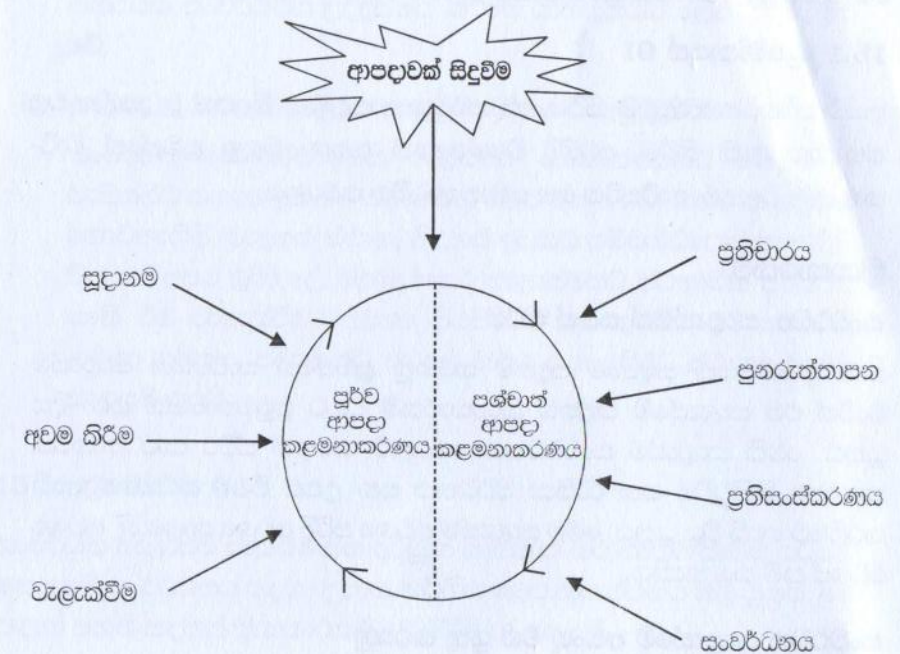 ආපදාවක් සිදුවීම
ප්‍රතිචාරය
සූදානම
පුනරුත්තාපන
පූර්ව
ආපදා
කළමනාකරණය
පශ්චාත්
ආපදා
කළමනාකරණය
අවම කිරීම
ප්‍රතිසංස්කරණය
වැලැක්වීම
සංවර්ධනය